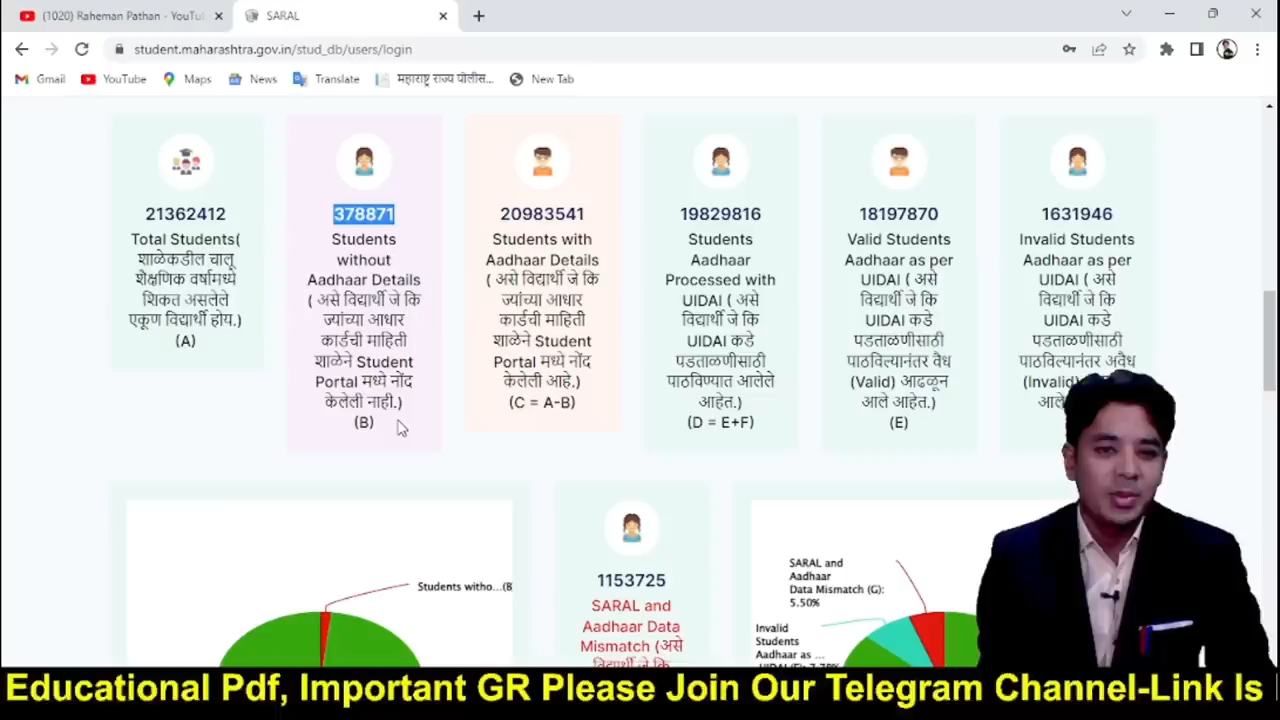 (1020) Raheman Pathan - YouTu
SARAL
student.maharashtra.gov.in/stud_db/users/login
Gmail
YouTube
Maps
News
Translate
महाराष्ट्र राज्य पोलीस...
New Tab
21362412
Total Students(
शाळेकडील चालू
शैक्षणिक वर्षामध्ये
शिकत असलेले
एकूण विद्यार्थी होय.)
(A)
378871
Students
without
Aadhaar Details
( असे विद्यार्थी जे कि
ज्यांच्या आधार
कार्डची माहिती
शाळेने Student
Portal मध्ये नोंद
केलेली नाही.)
(B)
20983541
Students with
Aadhaar Details
( असे विद्यार्थी जे कि
ज्यांच्या आधार
कार्डची माहिती
शाळेने Student
Portal मध्ये नोंद
केलेली आहे.)
(C = A-B)
19829816
Students
Aadhaar
Processed with
UIDAI ( असे
विद्यार्थी जे कि
UIDAI कडे
पडताळणीसाठी
पाठविण्यात आलेले
आहेत.)
(D = E+F)
18197870
Valid Students
Aadhaar as per
UIDAI ( असे
विद्यार्थी जे कि
UIDAI कडे
पडताळणीसाठी
पाठविल्यानंतर वैध
(Valid) आढळून
आले आहेत.)
(E)
1631946
Invalid Students
Aadhaar as per
UIDAI ( असे
विद्यार्थी जे कि
UIDAI कडे
पडताळणीसाठी
पाठविल्यानंतर अवैध
(Invalid)
आले
Students witho...(B
1153725
SARAL and
Aadhaar Data
Mismatch (असे
विद्यार्थी जे कि
SARAL and
Aadhaar
Data Mismatch (G):
5.50%
Invalid
Students
Aadhaar as ...
Educational Pdf, Important GR Please Join Our Telegram Channel-Link Is